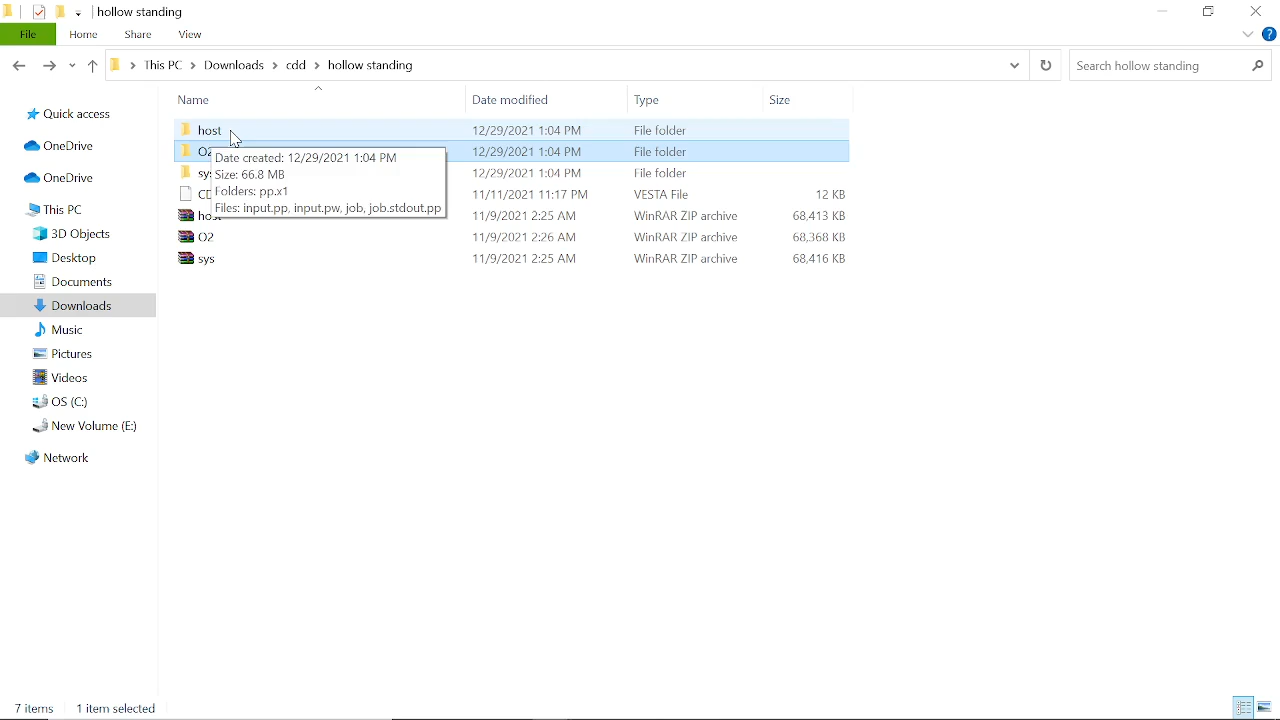 hollow standing
File Home Share View
This PC > Downloads > cdd > hollow standing
Search hollow standing
Name Date modified Type Size
Quick access
OneDrive
OneDrive
This PC
3D Objects
Desktop
Documents
Downloads
Music
Pictures
Videos
OS (C:)
New Volume (E:)
Network
host 12/29/2021 1:04 PM File folder
12/29/2021 1:04 PM File folder
12/29/2021 1:04 PM File folder
11/11/2021 11:17 PM VESTA File 12 KB
11/9/2021 2:25 AM WinRAR ZIP archive 68,413 KB
O2 11/9/2021 2:26 AM WinRAR ZIP archive 68,368 KB
sys 11/9/2021 2:25 AM WinRAR ZIP archive 68,416 KB
Date created: 12/29/2021 1:04 PM
Size: 66.8 MB
Folders: pp.x1
Files: input.pp, input.pw, job, job.stdout.pp
7 items 1 item selected